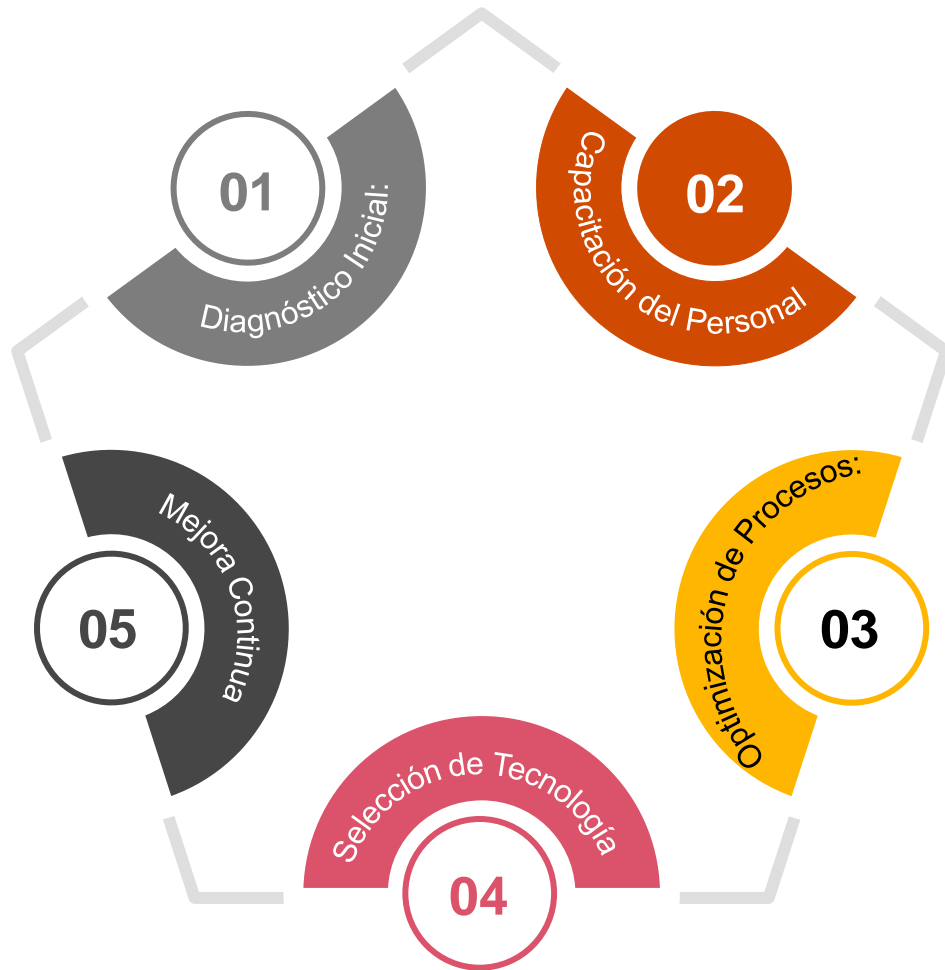 01
Diagnóstico Inicial:
02
Capacitación del Personal
03
Optimización de Procesos:
04
Selección de Tecnología
05
Mejora Continua